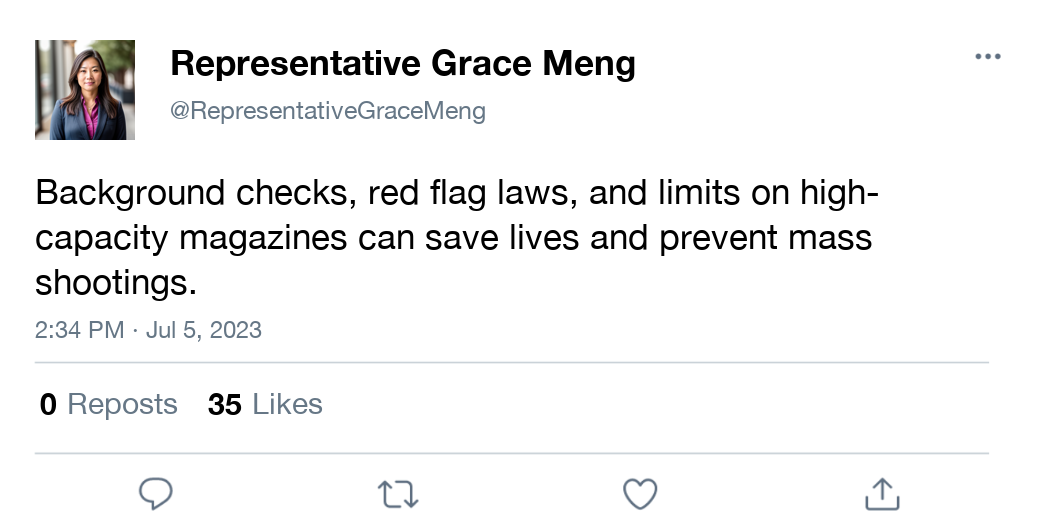 Representative Grace Meng
@RepresentativeGraceMeng
Background checks, red flag laws, and limits on high-
capacity magazines can save lives and prevent mass
shootings.
2:34 PM · Jul 5, 2023
0 Reposts 35 Likes